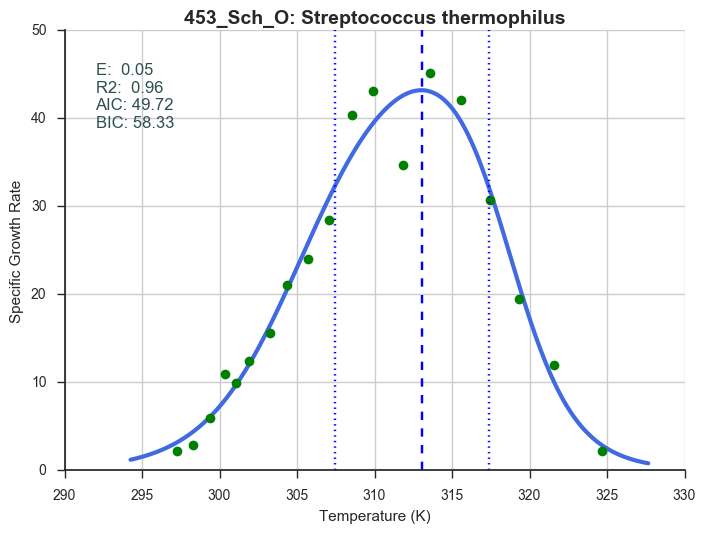 453_Sch_O: Streptococcus thermophilus
E:  0.05
R2:  0.96
AIC: 49.72
BIC: 58.33
50
40
30
20
10
0
Specific Growth Rate
290 295 300 305 310 315 320 325 330
Temperature (K)